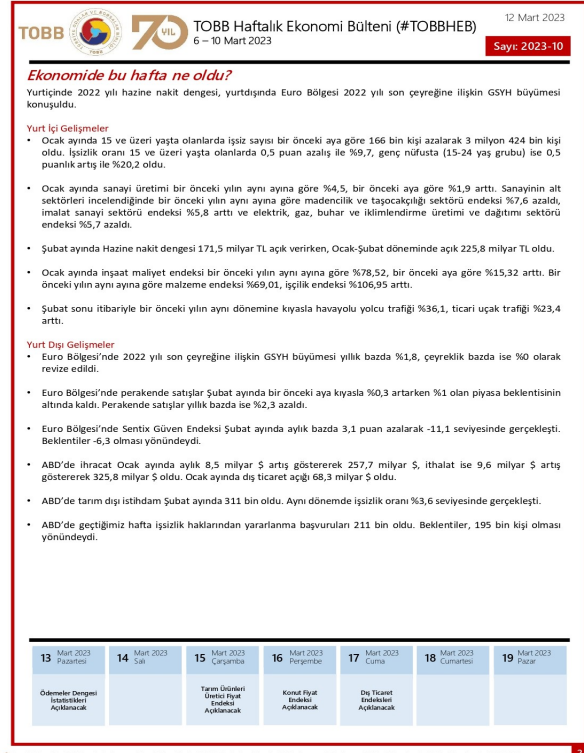 TOBB
70
YIL
TOBB Haftalık Ekonomi Bülteni (#TOBBHEB)
6 – 10 Mart 2023
12 Mart 2023
Sayı: 2023-10
Ekonomide bu hafta ne oldu?
Yurtiçinde 2022 yılı hazine nakit dengesi, yurtdışında Euro Bölgesi 2022 yılı son çeyreğine ilişkin GSYH büyümesi
konuşuldu.
Yurt İçi Gelişmeler
• Ocak ayında 15 ve üzeri yaşta olanlarda işsiz sayısı bir önceki aya göre 166 bin kişi azalarak 3 milyon 424 bin kişi
oldu. İşsizlik oranı 15 ve üzeri yaşta olanlarda 0,5 puan azalış ile %9,7, genç nüfusta (15-24 yaş grubu) ise 0,5
puanlık artış ile %20,2 oldu.
• Ocak ayında sanayi üretimi bir önceki yılın aynı ayına göre %4,5, bir önceki aya göre %1,9 arttı. Sanayinin alt
sektörleri incelendiğinde bir önceki yılın aynı ayına göre madencilik ve taşocakçılığı sektörü endeksi %7,6 azaldı,
imalat sanayi sektörü endeksi %5,8 arttı ve elektrik, gaz, buhar ve iklimlendirme üretimi ve dağıtımı sektörü
endeksi %5,7 azaldı.
• Şubat ayında Hazine nakit dengesi 171,5 milyar TL açık verirken, Ocak-Şubat döneminde açık 225,8 milyar TL oldu.
• Ocak ayında inşaat maliyet endeksi bir önceki yılın aynı ayına göre %78,52, bir önceki aya göre %15,32 arttı. Bir
önceki yılın aynı ayına göre malzeme endeksi %69,01, işçilik endeksi %106,95 arttı.
• Şubat sonu itibariyle bir önceki yılın aynı dönemine kıyasla havayolu yolcu trafiği %36,1, ticari uçak trafiği %23,4
arttı.
Yurt Dışı Gelişmeler
• Euro Bölgesi’nde 2022 yılı son çeyreğine ilişkin GSYH büyümesi yıllık bazda %1,8, çeyreklik bazda ise %0 olarak
revize edildi.
• Euro Bölgesi’nde perakende satışlar Şubat ayında bir önceki aya kıyasla %0,3 artarken %1 olan piyasa beklentisinin
altında kaldı. Perakende satışlar yıllık bazda ise %2,3 azaldı.
• Euro Bölgesi’nde Sentix Güven Endeksi Şubat ayında aylık bazda 3,1 puan azalarak -11,1 seviyesinde gerçekleşti.
Beklentiler -6,3 olması yönündeydi.
• ABD’de ihracat Ocak ayında aylık 8,5 milyar $ artış göstererek 257,7 milyar $, ithalat ise 9,6 milyar $ artış
göstererek 325,8 milyar $ oldu. Ocak ayında dış ticaret açığı 68,3 milyar $ oldu.
• ABD’de tarım dışı istihdam Şubat ayında 311 bin oldu. Aynı dönemde işsizlik oranı %3,6 seviyesinde gerçekleşti.
• ABD’de geçtiğimiz hafta işsizlik haklarından yararlanma başvuruları 211 bin oldu. Beklentiler, 195 bin kişi olması
yönündeydi.
13 Mart 2023 Pazartesi
14 Mart 2023 Salı
15 Mart 2023 Çarşamba
16 Mart 2023 Perşembe
17 Mart 2023 Cuma
18 Mart 2023 Cumartesi
19 Mart 2023 Pazar
Ödemeler Dengesi
İstatistikleri
Açıklanacak
Tarım Ürünleri
Üretici Fiyat
Endeksi
Açıklanacak
Konut Fiyat
Endeksi
Açıklanacak
Dış Ticaret
Endeksleri
Açıklanacak